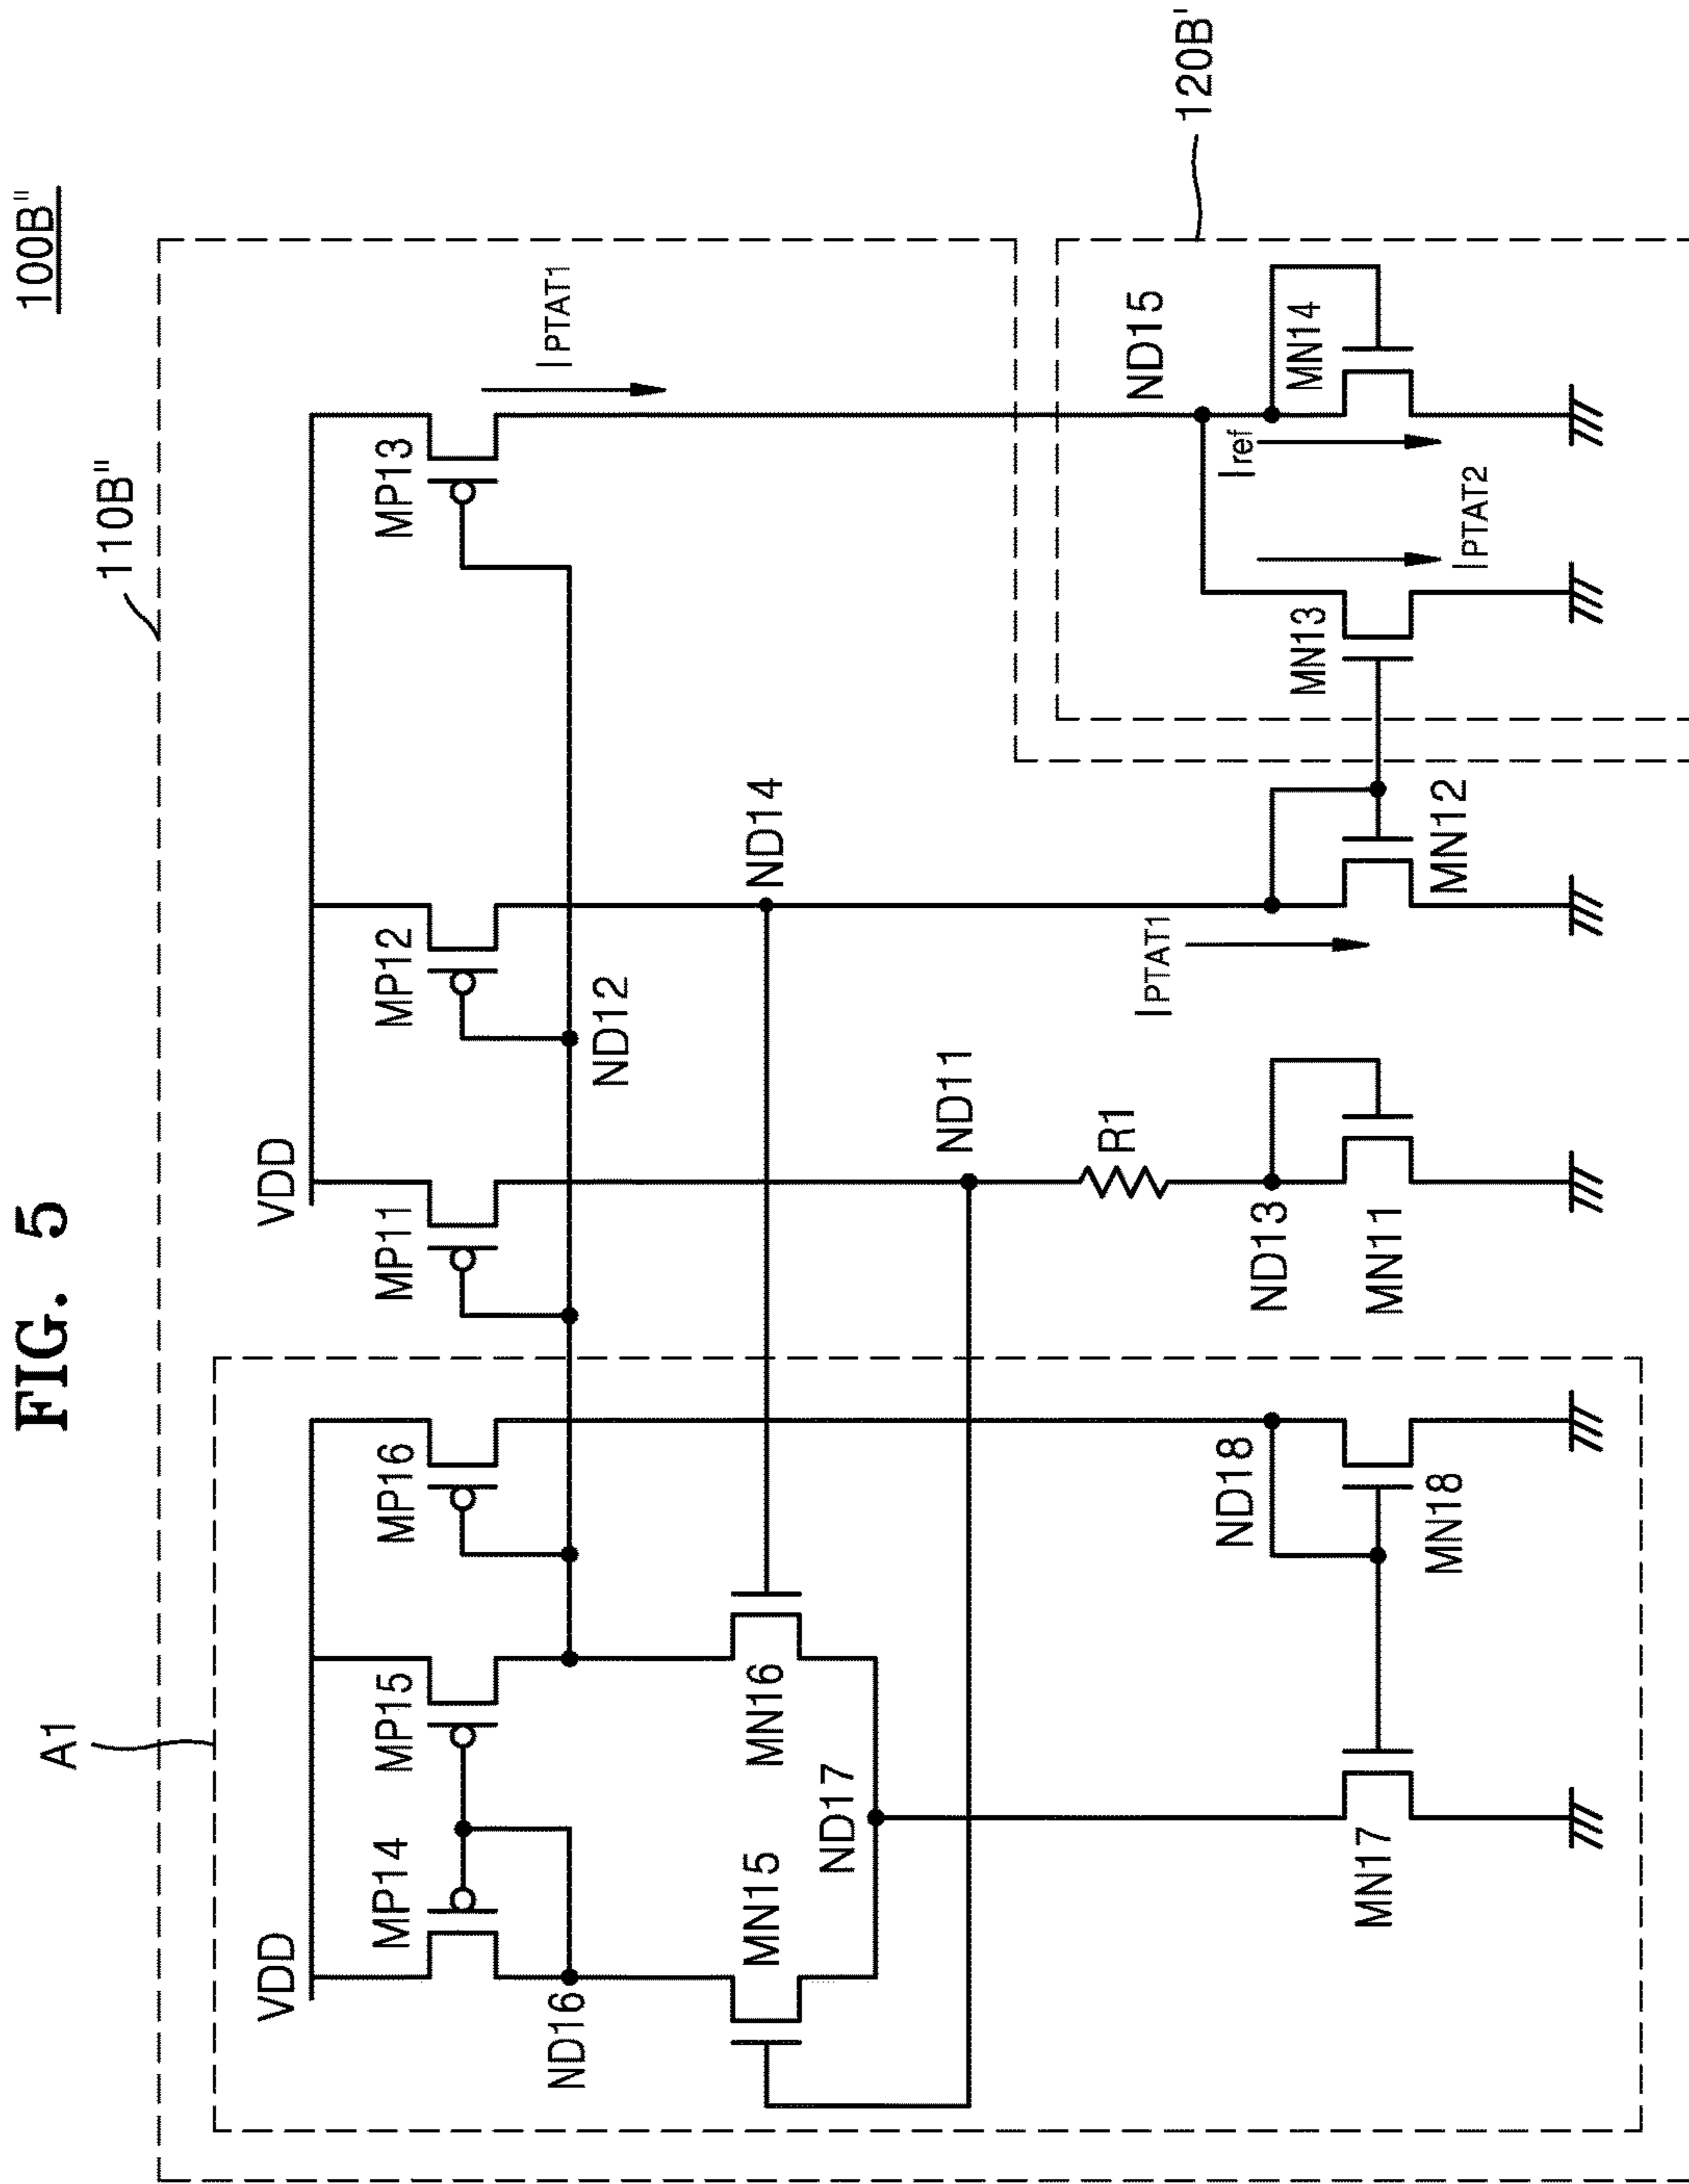 FIG. 5
100B"
110B"
A1
VDD
VDD
MP14
MP15
MP16
MP11
MP12
MP13
IPTAT1
ND16
ND12
MN15
MN16
ND14
ND17
ND11
R1
IPTAT1
ND15
120B'
ND18
ND13
Iref
MN14
MN13
IPTAT2
MN17
MN18
MN11
MN12